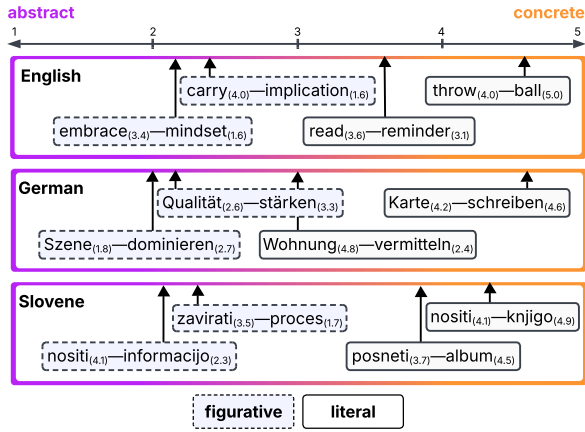 abstract concrete
1 2 3 4 5
English
carry(4.0)—implication(1.6) throw(4.0)—ball(5.0)
embrace(3.4)—mindset(1.6) read(3.6)—reminder(3.1)
German
Qualität(2.6)—stärken(3.3) Karte(4.2)—schreiben(4.6)
Szene(1.8)—dominieren(2.7) Wohnung(4.8)—vermitteln(2.4)
Slovene
zavirati(3.5)—proces(1.7) nositi(4.1)—knjigo(4.9)
nositi(4.1)—informacijo(2.3) posneti(3.7)—album(4.5)
figurative literal